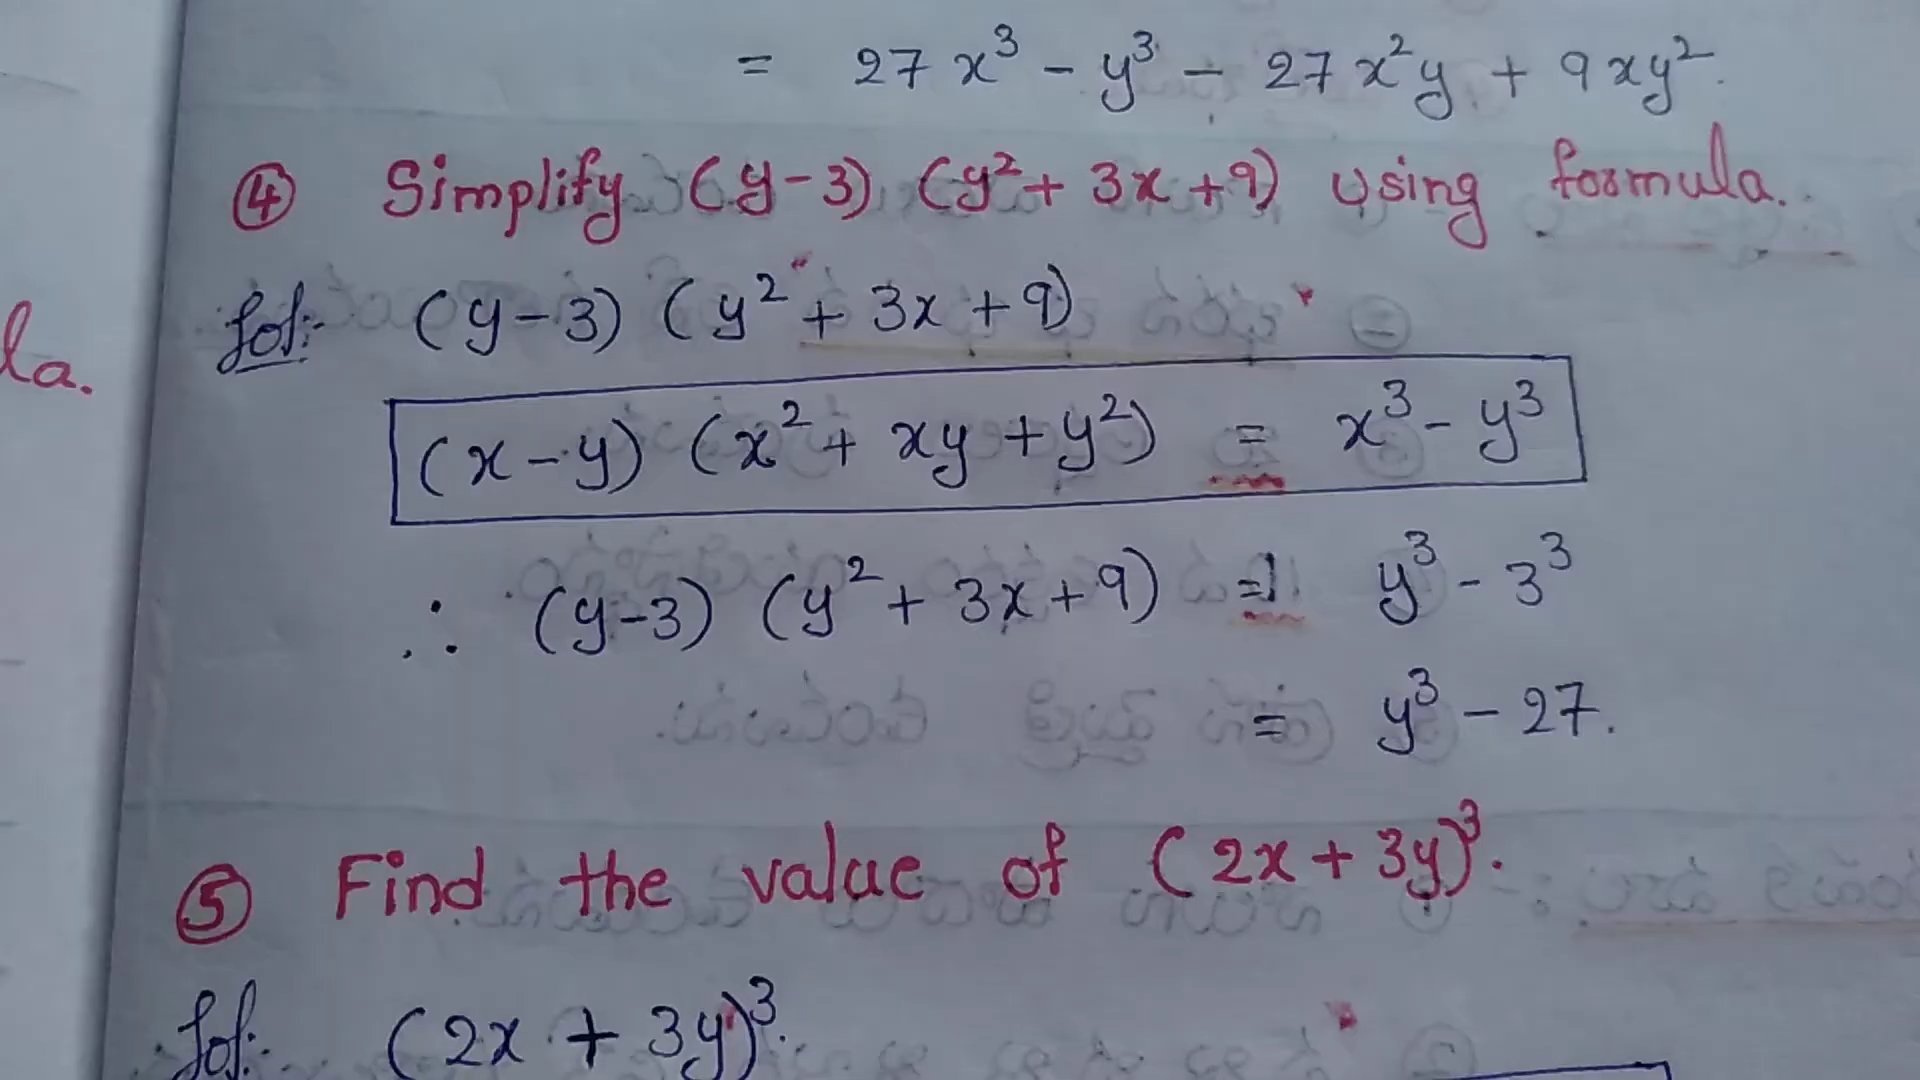 = 27x³ - y³ - 27x²y + 9xy².
④ Simplify (y-3) (y² + 3x + 9) using formula.
la.
Sol:- (y-3) (y² + 3x + 9)
(x-y) (x² + xy + y²) = x³ - y³
∴ (y-3) (y² + 3x + 9) = y³ - 3³
= y³ - 27.
⑤ Find the value of (2x + 3y)³.
Sol:- (2x + 3y)³.